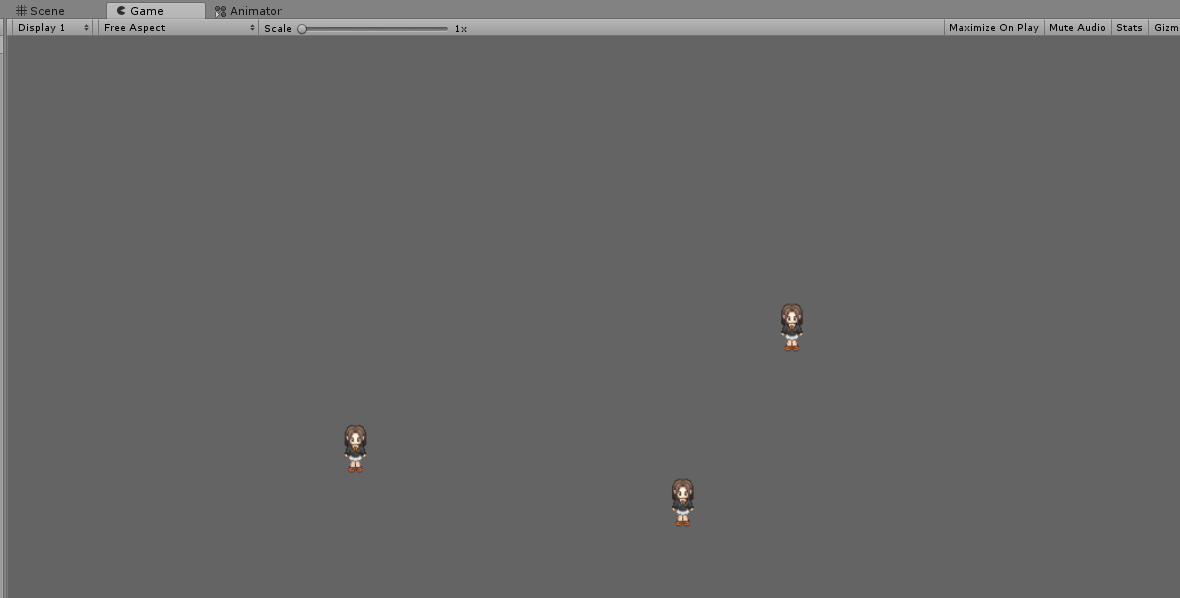 Scene Game Animator
Display 1 Free Aspect Scale 1x Maximize On Play Mute Audio Stats Gizm